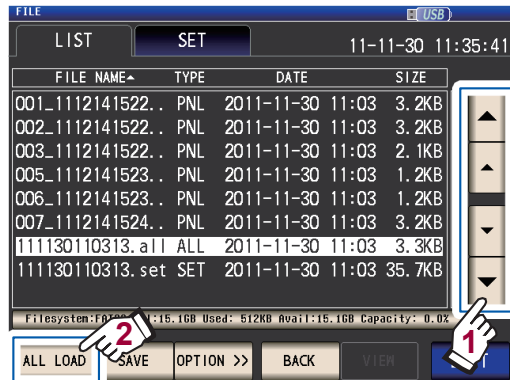 FILE USB
LIST SET 11-11-30 11:35:41
FILE NAME▲ TYPE DATE SIZE
001_1112141522.. PNL 2011-11-30 11:03 3.2KB
002_1112141522.. PNL 2011-11-30 11:03 3.2KB
003_1112141522.. PNL 2011-11-30 11:03 2.1KB
005_1112141523.. PNL 2011-11-30 11:03 1.2KB
006_1112141523.. PNL 2011-11-30 11:03 1.2KB
007_1112141524.. PNL 2011-11-30 11:03 3.2KB
111130110313.all ALL 2011-11-30 11:03 3.3KB
111130110313.set SET 2011-11-30 11:03 35.7KB
:15.1GB Used: 512KB Avail:15.1GB Capacity: 0.0%
2
1
ALL LOAD SAVE OPTION >> BACK VIEW